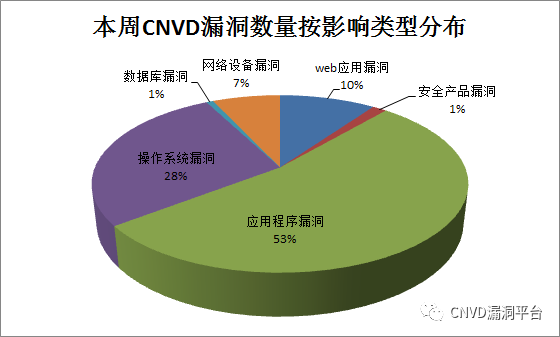 本周CNVD漏洞数量按影响类型分布
网络设备漏洞
7%
web应用漏洞
10%
数据库漏洞
1%
安全产品漏洞
1%
操作系统漏洞
28%
应用程序漏洞
53%
CNVD漏洞平台